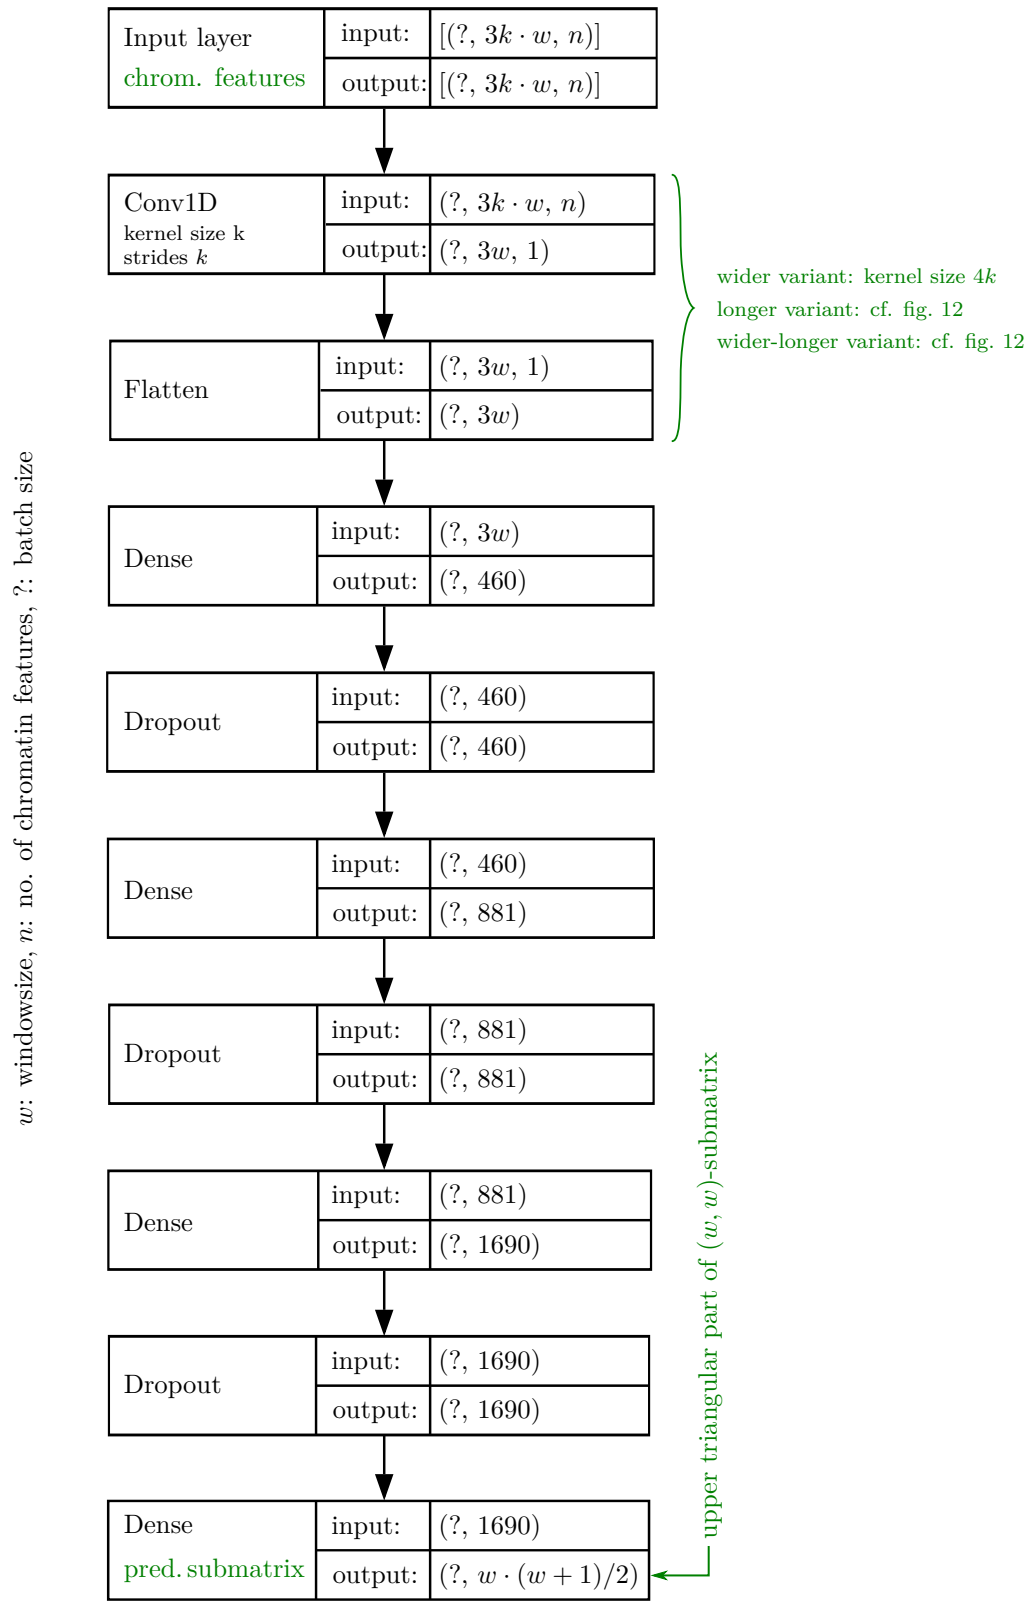 Input layer
chrom. features
input:
[(?, 3k · w, n)]
output:
[(?, 3k · w, n)]
Conv1D
kernel size k
strides k
input:
(?, 3k · w, n)
output:
(?, 3w, 1)
wider variant: kernel size 4k
longer variant: cf. fig. 12
wider-longer variant: cf. fig. 12
Flatten
input:
(?, 3w, 1)
output:
(?, 3w)
Dense
input:
(?, 3w)
output:
(?, 460)
Dropout
input:
(?, 460)
output:
(?, 460)
Dense
input:
(?, 460)
output:
(?, 881)
Dropout
input:
(?, 881)
output:
(?, 881)
Dense
input:
(?, 881)
output:
(?, 1690)
Dropout
input:
(?, 1690)
output:
(?, 1690)
Dense
pred. submatrix
input:
(?, 1690)
output:
(?, w · (w + 1)/2)
upper triangular part of (w, w)-submatrix
w: windowsize, n: no. of chromatin features, ?: batch size